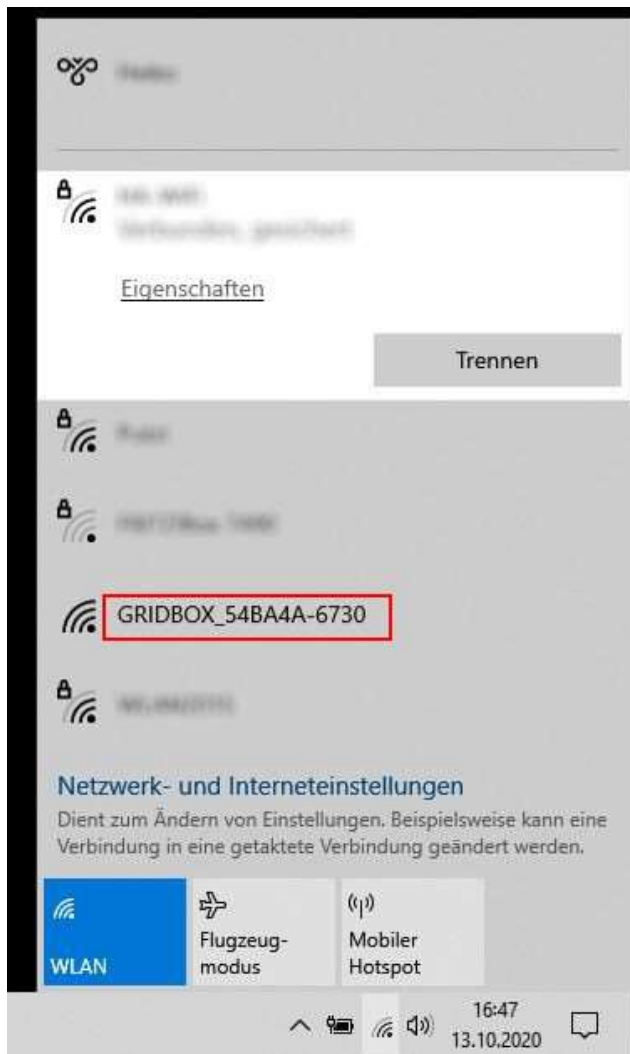 Eigenschaften
Trennen
GRIDBOX_54BA4A-6730
Netzwerk- und Interneteinstellungen
Dient zum Ändern von Einstellungen. Beispielsweise kann eine
Verbindung in eine getaktete Verbindung geändert werden.
WLAN
Flugzeug-
modus
Mobiler
Hotspot
16:47
13.10.2020